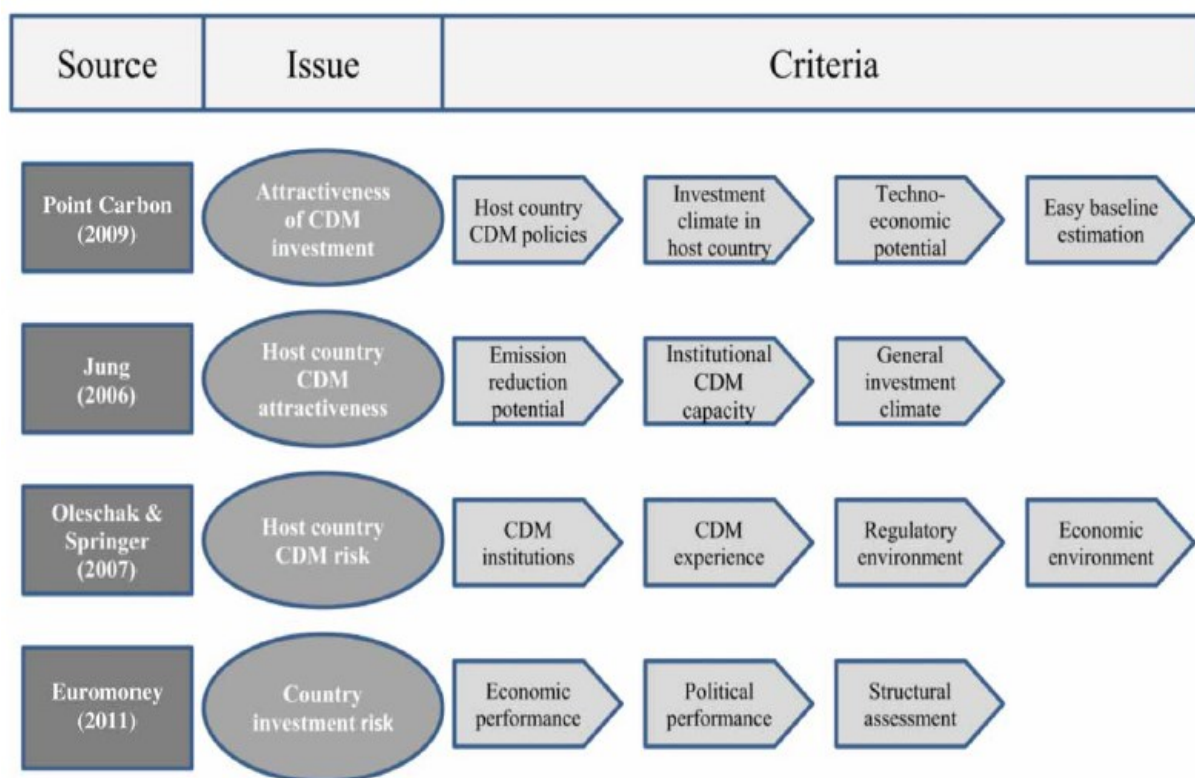 Source
Issue
Criteria
Point Carbon
(2009)
Attractiveness
of CDM
investment
Host country
CDM policies
Investment
climate in
host country
Techno-
economic
potential
Easy baseline
estimation
Jung
(2006)
Host country
CDM
attractiveness
Emission
reduction
potential
Institutional
CDM
capacity
General
investment
climate
Oleschak &
Springer
(2007)
Host country
CDM risk
CDM
institutions
CDM
experience
Regulatory
environment
Economic
environment
Euromoney
(2011)
Country
investment risk
Economic
performance
Political
performance
Structural
assessment